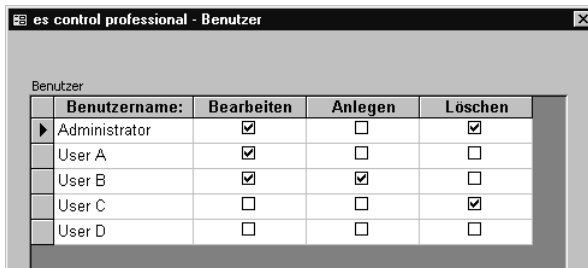 es control professional - Benutzer
Benutzer
Benutzername: Bearbeiten Anlegen Löschen
Administrator
User A
User B
User C
User D